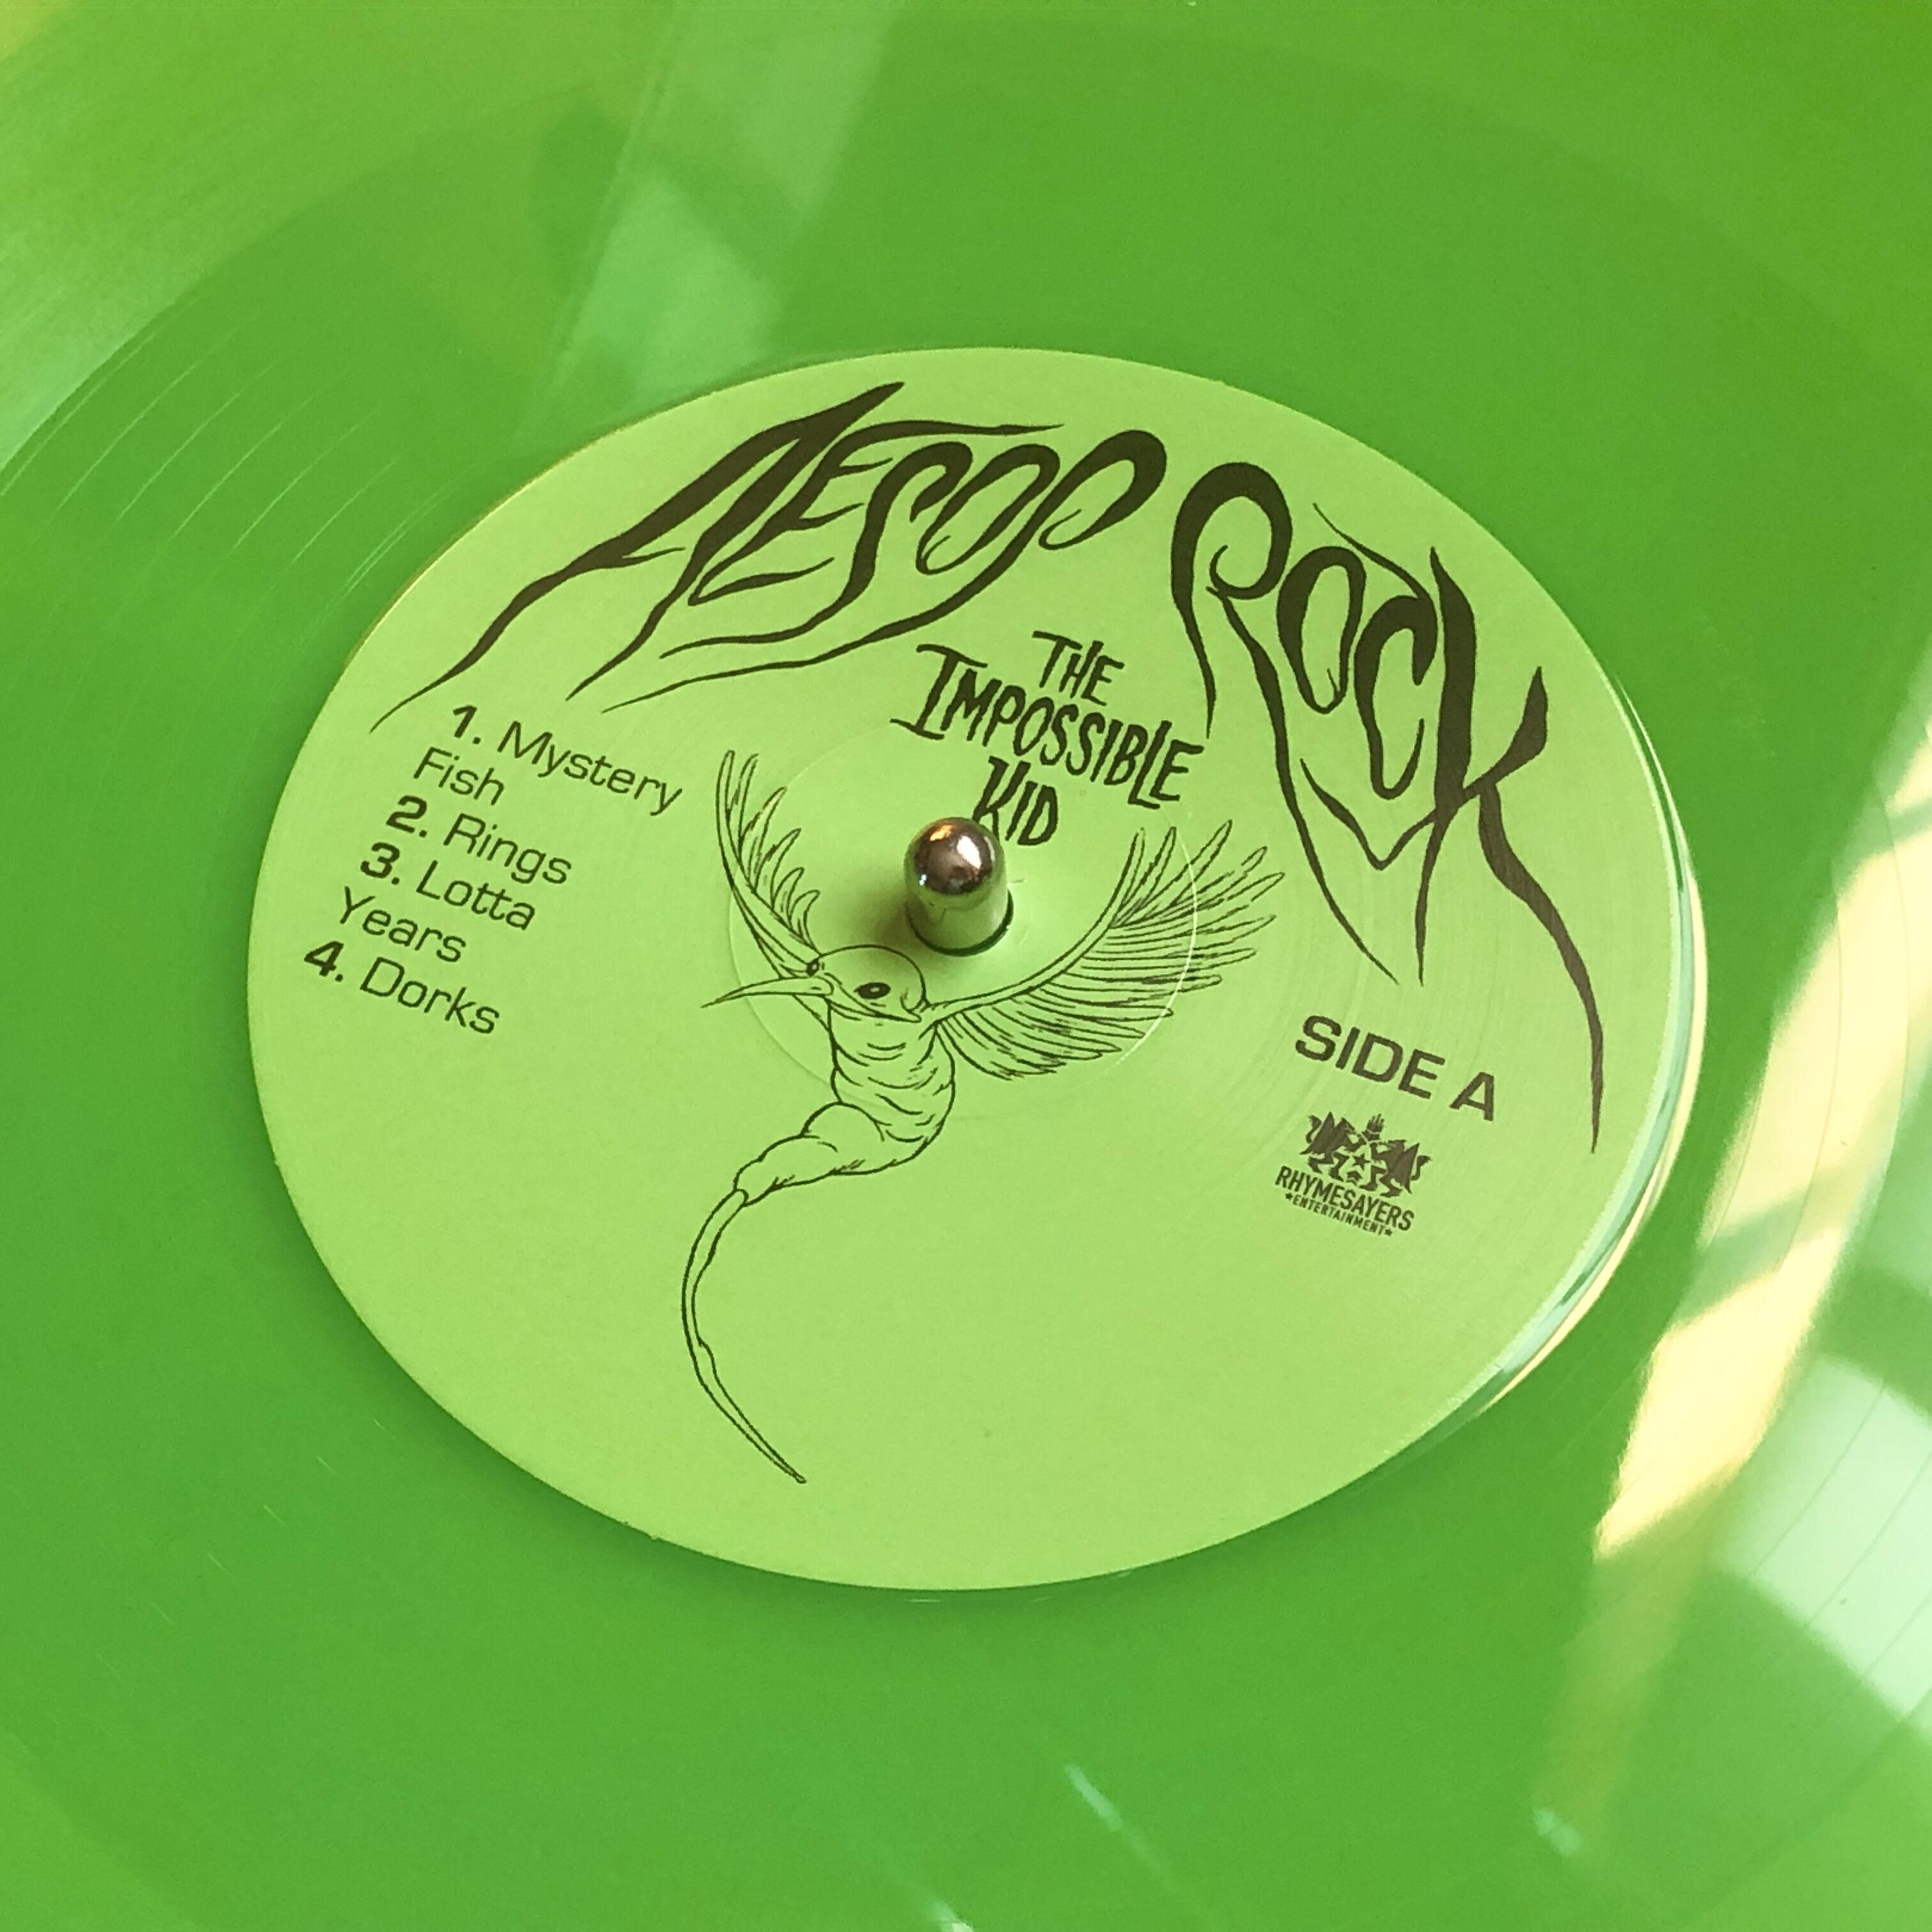 AESOP ROCK
THE
IMPOSSIBLE
KID
1. Mystery
Fish
2. Rings
3. Lotta
Years
4. Dorks
SIDE A
RHYMESAYERS
*ENTERTAINMENT*